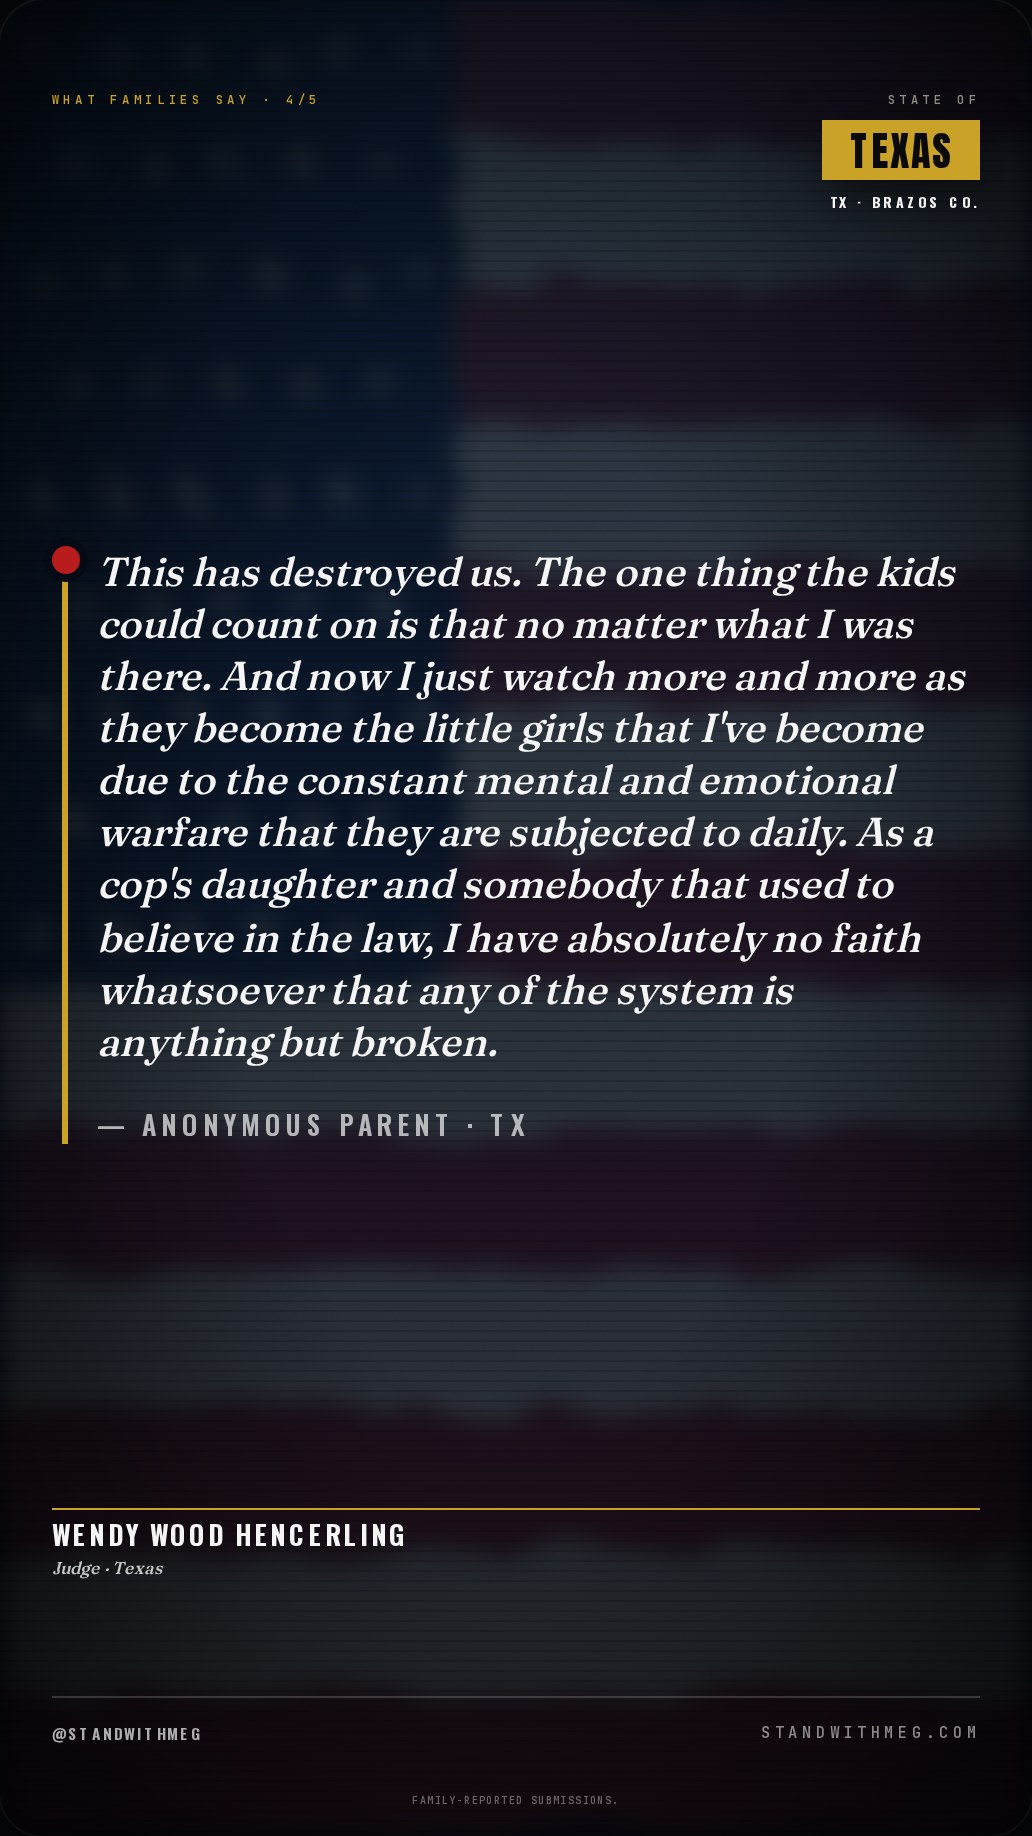 WHAT FAMILIES SAY · 4/5
STATE OF
TEXAS
TX · BRAZOS CO.
This has destroyed us. The one thing the kids
could count on is that no matter what I was
there. And now I just watch more and more as
they become the little girls that I've become
due to the constant mental and emotional
warfare that they are subjected to daily. As a
cop's daughter and somebody that used to
believe in the law, I have absolutely no faith
whatsoever that any of the system is
anything but broken.
— ANONYMOUS PARENT · TX
WENDY WOOD HENCERLING
Judge · Texas
@STANDWITHMEG
STANDWITHMEG.COM
FAMILY-REPORTED SUBMISSIONS.